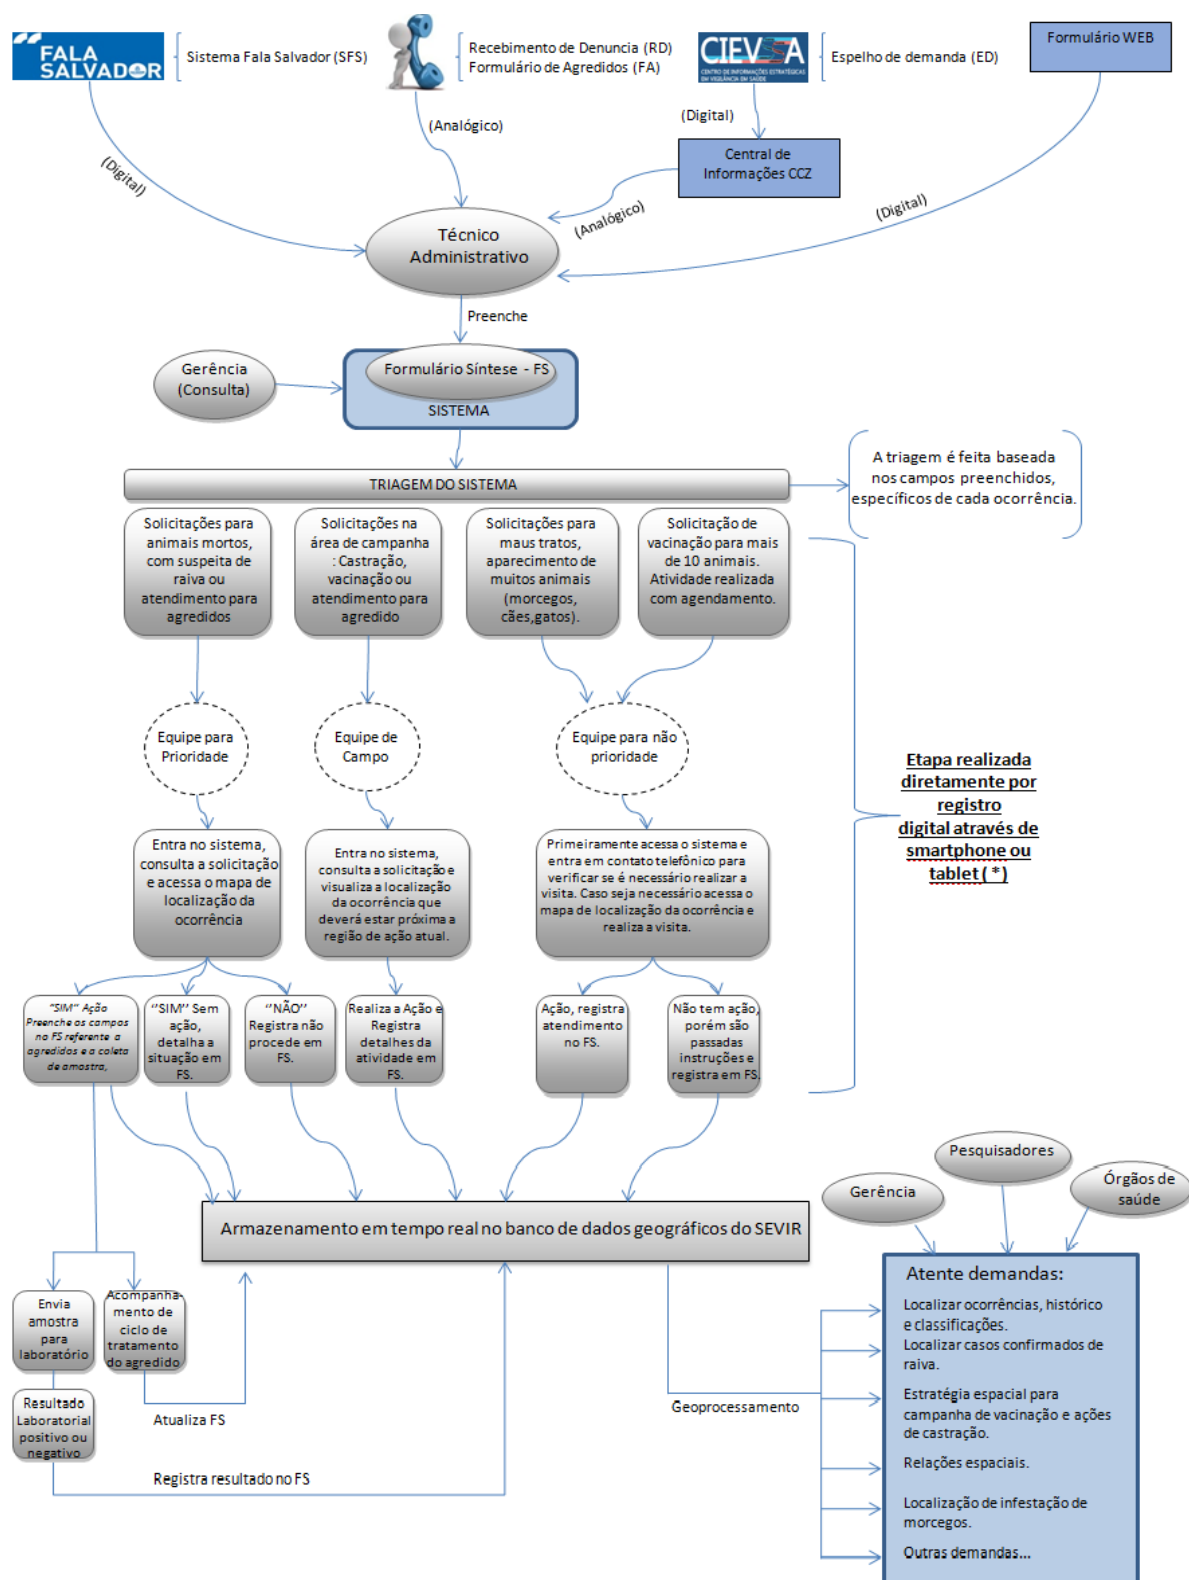 FALA
SALVADOR
Sistema Fala Salvador (SFS)
Recebimento de Denuncia (RD)
Formulário de Agredidos (FA)
CIEVSA
CENTRO DE INFORMAÇÕES ESTRATÉGICAS
EM VIGILÂNCIA EM SAÚDE
Espelho de demanda (ED)
Formulário WEB
(Digital)
(Analógico)
(Digital)
Central de
Informações CCZ
(Analógico)
(Digital)
Técnico
Administrativo
Preenche
Gerência
(Consulta)
Formulário Síntese - FS
SISTEMA
TRIAGEM DO SISTEMA
A triagem é feita baseada
nos campos preenchidos,
específicos de cada ocorrência.
Solicitações para
animais mortos,
com suspeita de
raiva ou
atendimento para
agredidos
Solicitações na
área de campanha
: Castração,
vacinação ou
atendimento para
agredido
Solicitações para
maus tratos,
aparecimento de
muitos animais
(morcegos,
cães,gatos).
Solicitação de
vacinação para mais
de 10 animais.
Atividade realizada
com agendamento.
Equipe para
Prioridade
Equipe de
Campo
Equipe para não
prioridade
Etapa realizada
diretamente por
registro
digital através de
smartphone ou
tablet ( * )
Entra no sistema,
consulta a solicitação
e acessa o mapa de
localização da
ocorrência
Entra no sistema,
consulta a solicitação e
visualiza a localização
da ocorrência que
deverá estar próxima a
região de ação atual.
Primeiramente acessa o sistema e
entra em contato telefônico para
verificar se é necessário realizar a
visita. Caso seja necessário acessa o
mapa de localização da ocorrência e
realiza a visita.
"SIM" Ação
Preenche os campos
no FS referente a
agredidos e a coleta
de amostra,
''SIM'' Sem
ação,
detalha a
situação em
FS.
''NÃO''
Registra não
procede em
FS.
Realiza a Ação e
Registra
detalhes da
atividade em FS.
Ação, registra
atendimento
no FS.
Não tem ação,
porém são
passadas
instruções e
registra em FS.
Armazenamento em tempo real no banco de dados geográficos do SEVIR
Gerência
Pesquisadores
Órgãos de
saúde
Envia
amostra
para
laboratório
Acompanha-
mento de
ciclo de
tratamento
do agredido
Resultado
Laboratorial
positivo ou
negativo
Atualiza FS
Registra resultado no FS
Geoprocessamento
Atente demandas:
Localizar ocorrências, histórico
e classificações.
Localizar casos confirmados de
raiva.
Estratégia espacial para
campanha de vacinação e ações
de castração.
Relações espaciais.
Localização de infestação de
morcegos.
Outras demandas...